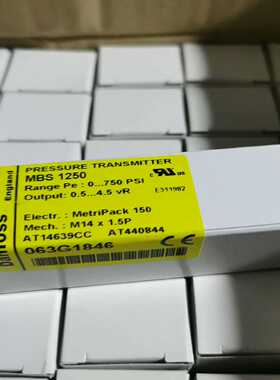 Danfoss
England
PRESSURE TRANSMITTER
MBS 1250
Range Pe : 0...750 PSI
Output: 0.5...4.5 vR
E311982
Electr. : MetriPack 150
Mech. : M14 x 1.5P
AT14639CC AT440844
063G1846